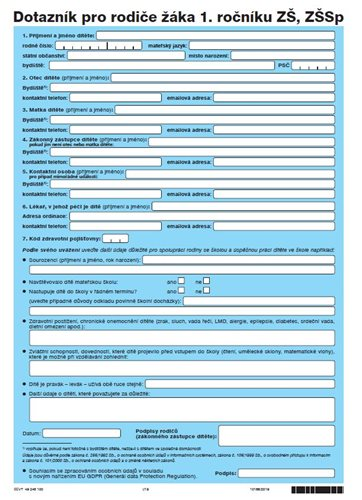 Dotazník pro rodiče žáka 1. ročníku ZŠ, ZŠSp
1. Příjmení a jméno dítěte:
rodné číslo: mateřský jazyk:
státní občanství: místo narození:
bydliště: PSČ
2. Otec dítěte (příjmení a jméno):
Bydliště¹⁾:
kontaktní telefon: emailová adresa:
3. Matka dítěte (příjmení a jméno):
Bydliště¹⁾:
kontaktní telefon: emailová adresa:
4. Zákonný zástupce dítěte (příjmení a jméno):
pokud jím není otec nebo matka dítěte:
Bydliště¹⁾:
kontaktní telefon: emailová adresa:
5. Kontaktní osoba (příjmení a jméno):
pro případ mimořádné události:
Bydliště¹⁾:
kontaktní telefon: emailová adresa:
6. Lékař, v jehož péči je dítě (příjmení a jméno):
Adresa ordinace:
kontaktní telefon: emailová adresa:
7. Kód zdravotní pojišťovny:
Podle svého uvážení uveďte další údaje důležité pro spolupráci rodiny se školou a úspěšnou práci dítěte ve škole například:
● Sourozenci (příjmení a jméno, rok narození):
● Navštěvovalo dítě mateřskou školu: ano ne
● Nastupuje dítě do školy v řádném termínu? ano ne
(uveďte případné důvody odkladu povinné školní docházky):
● Zdravotní postižení, chronické onemocnění dítěte (zrak, sluch, vada řeči, LMD, alergie, epilepsie, diabetes, srdeční vada,
dietní omezení apod.):
● Zvláštní schopnosti, dovednosti, které dítě projevilo před vstupem do školy (čtení, umělecké sklony, matematické vlohy),
které je možné při vzdělávání zohlednit:
● Dítě je pravák – levák – užívá obě ruce stejně:
● Další údaje o dítěti, které považujete za důležité:
Datum: Podpisy rodičů
(zákonného zástupce dítěte):
● Souhlasím se zpracováním osobních údajů v souladu
s novým nařízením EU GDPR (General data Protection Regulation). Podpis: